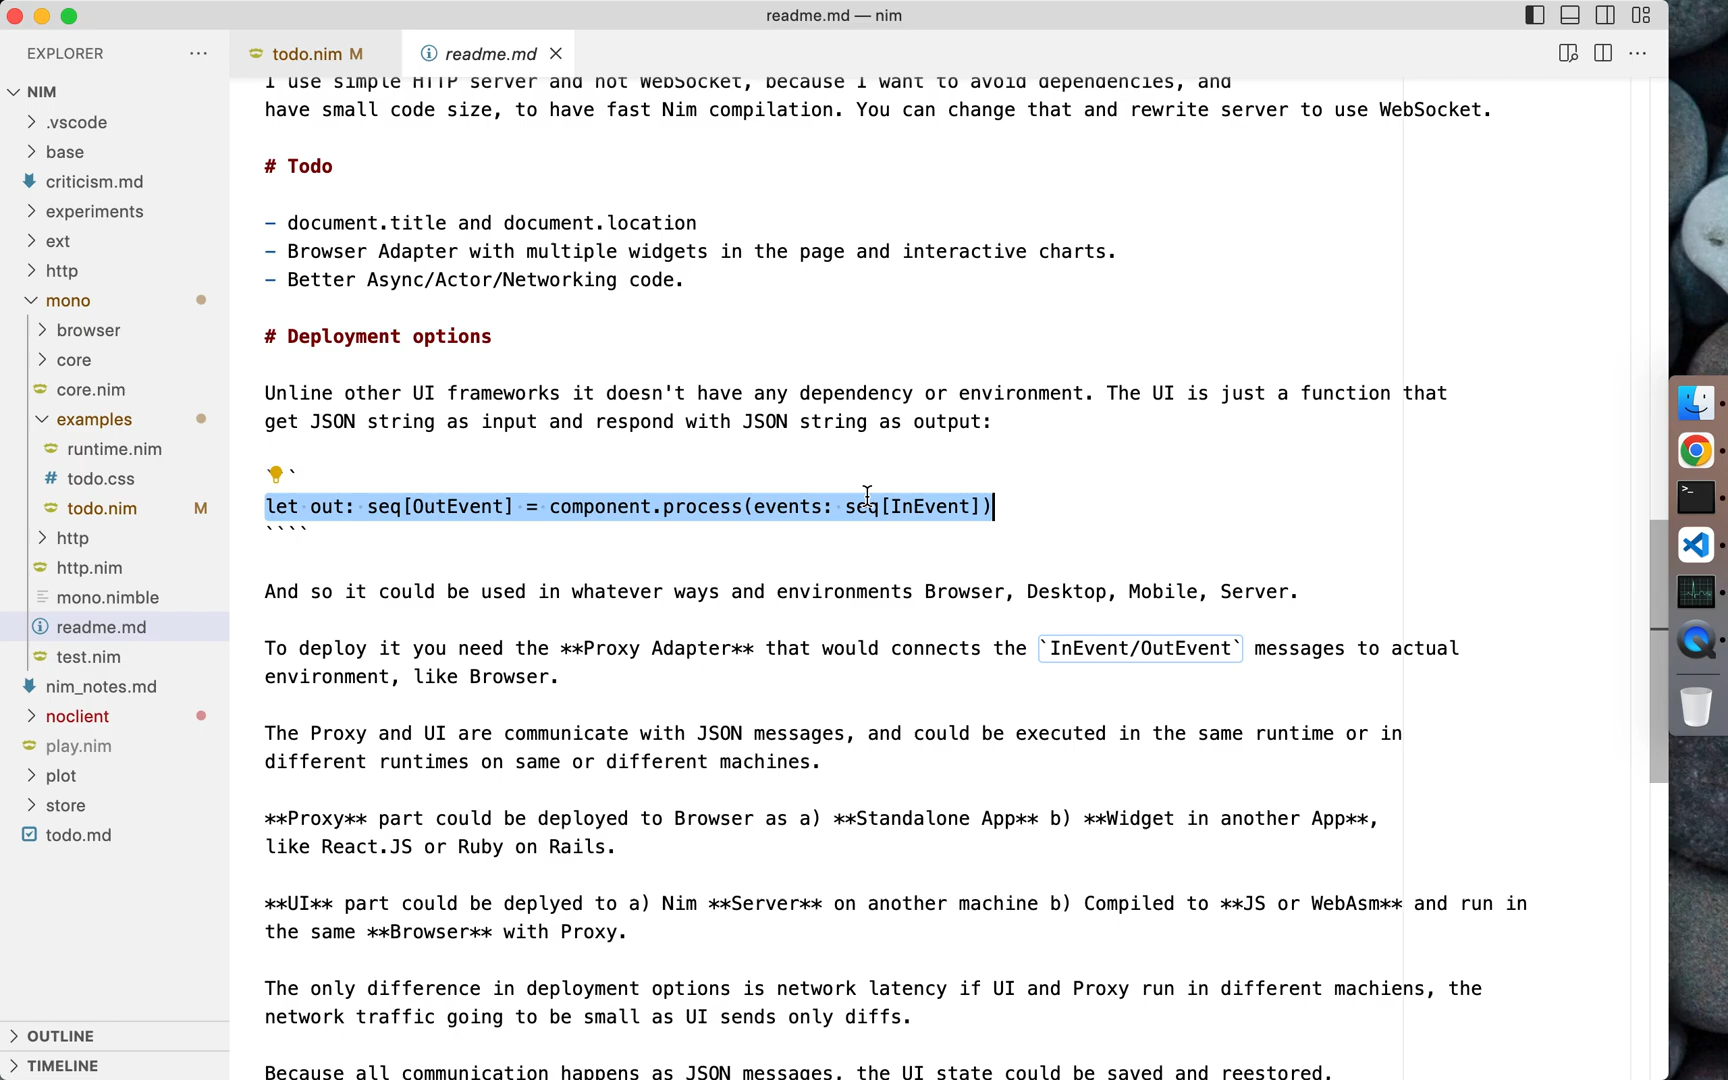 readme.md — nim
EXPLORER ···
todo.nim M
readme.md
NIM
.vscode
base
criticism.md
experiments
ext
http
mono
browser
core
core.nim
examples
runtime.nim
# todo.css
todo.nim M
http
http.nim
mono.nimble
readme.md
test.nim
nim_notes.md
noclient
play.nim
plot
store
todo.md
OUTLINE
TIMELINE
I use simple HTTP server and not WebSocket, because I want to avoid dependencies, and
have small code size, to have fast Nim compilation. You can change that and rewrite server to use WebSocket.
# Todo
- document.title and document.location
- Browser Adapter with multiple widgets in the page and interactive charts.
- Better Async/Actor/Networking code.
# Deployment options
Unline other UI frameworks it doesn't have any dependency or environment. The UI is just a function that
get JSON string as input and respond with JSON string as output:
let out: seq[OutEvent] = component.process(events: seq[InEvent])
````
And so it could be used in whatever ways and environments Browser, Desktop, Mobile, Server.
To deploy it you need the **Proxy Adapter** that would connects the `InEvent/OutEvent` messages to actual
environment, like Browser.
The Proxy and UI are communicate with JSON messages, and could be executed in the same runtime or in
different runtimes on same or different machines.
**Proxy** part could be deployed to Browser as a) **Standalone App** b) **Widget in another App**,
like React.JS or Ruby on Rails.
**UI** part could be deplyed to a) Nim **Server** on another machine b) Compiled to **JS or WebAsm** and run in
the same **Browser** with Proxy.
The only difference in deployment options is network latency if UI and Proxy run in different machiens, the
network traffic going to be small as UI sends only diffs.
Because all communication happens as JSON messages, the UI state could be saved and reestored.